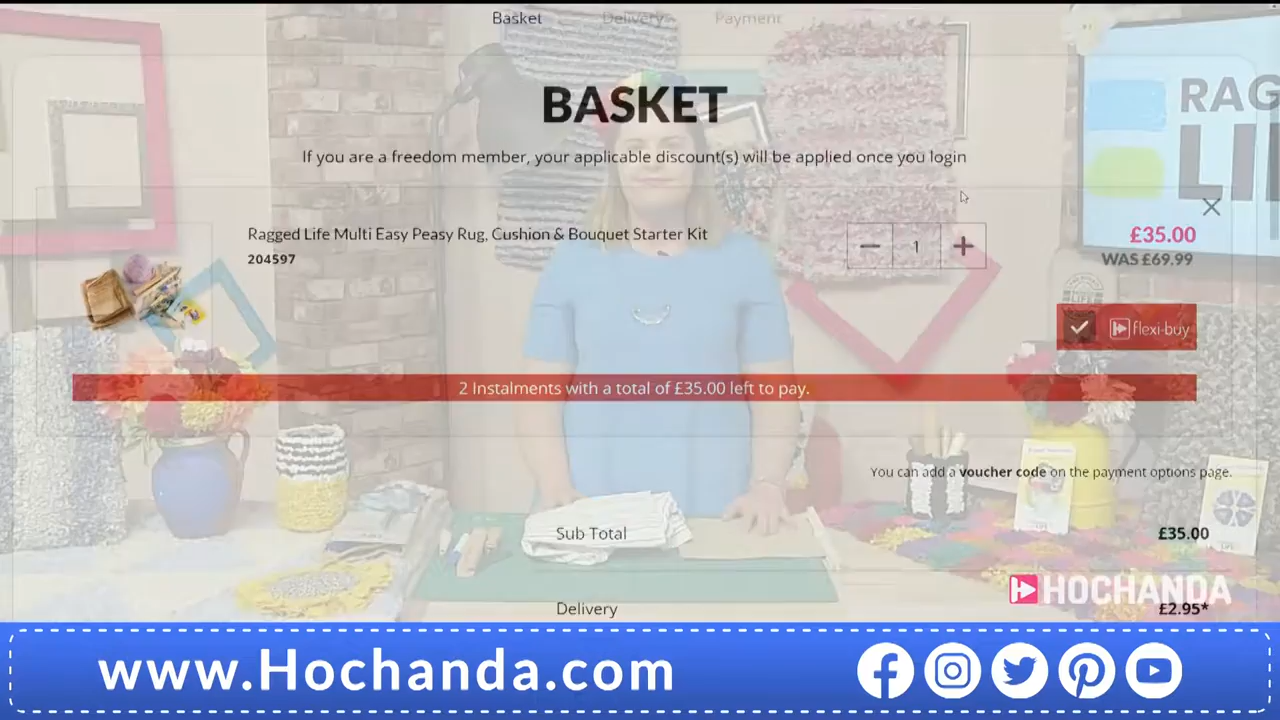 Basket Delivery Payment
BASKET
If you are a freedom member, your applicable discount(s) will be applied once you login
RAG
LI
Ragged Life Multi Easy Peasy Rug, Cushion & Bouquet Starter Kit
204597
1
£35.00
WAS £69.99
LIFE
flexi-buy
2 Instalments with a total of £35.00 left to pay.
You can add a voucher code on the payment options page.
Sub Total
£35.00
HOCHANDA
Delivery
£2.95*
www.Hochanda.com